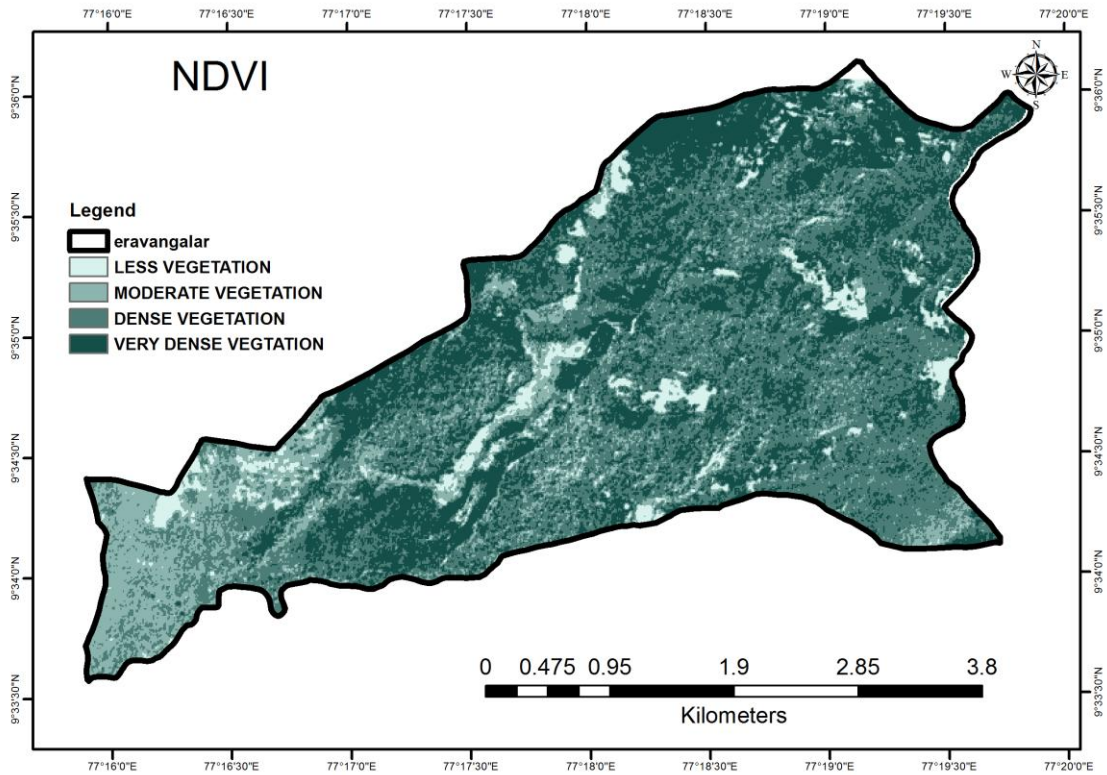 77°16'0"E 77°16'30"E 77°17'0"E 77°17'30"E 77°18'0"E 77°18'30"E 77°19'0"E 77°19'30"E 77°20'0"E
NDVI
N
W E
S
9°36'0"N 9°36'0"N
9°35'30"N 9°35'30"N
Legend
eravangalar
LESS VEGETATION
MODERATE VEGETATION
DENSE VEGETATION
VERY DENSE VEGTATION
9°35'0"N 9°35'0"N
9°34'30"N 9°34'30"N
9°34'0"N 9°34'0"N
0 0.475 0.95 1.9 2.85 3.8
Kilometers
9°33'30"N 9°33'30"N
77°16'0"E 77°16'30"E 77°17'0"E 77°17'30"E 77°18'0"E 77°18'30"E 77°19'0"E 77°19'30"E 77°20'0"E